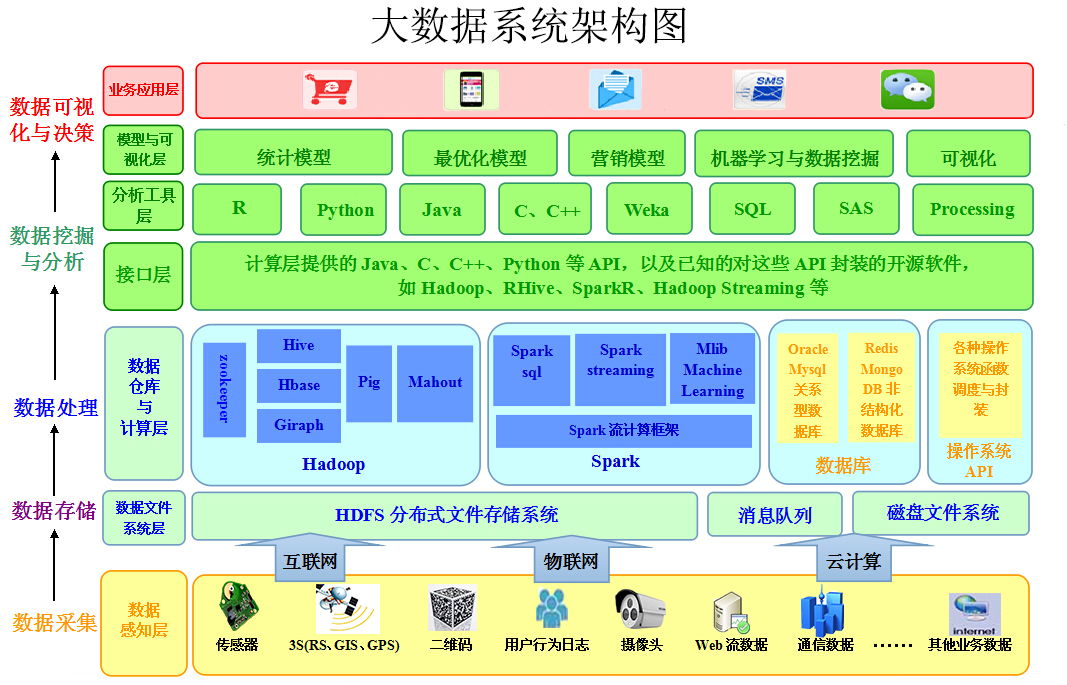 大数据系统架构图
数据可视
化与决策
业务应用层
SMS
模型与可
视化层
统计模型
最优化模型
营销模型
机器学习与数据挖掘
可视化
分析工具
层
R
Python
Java
C、C++
Weka
SQL
SAS
Processing
数据挖掘
与分析
接口层
计算层提供的 Java、C、C++、Python 等 API，以及已知的对这些 API 封装的开源软件，
如 Hadoop、RHive、SparkR、Hadoop Streaming 等
数据处理
数据
仓库
与
计算层
zookeeper
Hive
Hbase
Giraph
Pig
Mahout
Hadoop
Spark
sql
Spark
streaming
Mlib
Machine
Learning
Spark 流计算框架
Spark
Oracle
Mysql
关系
型数
据库
Redis
Mongo
DB 非
结构化
数据库
数据库
各种操作
系统函数
调度与封
装
操作系统
API
数据存储
数据文件
系统层
HDFS 分布式文件存储系统
消息队列
磁盘文件系统
互联网
物联网
云计算
数据采集
数据
感知层
传感器
3S(RS、GIS、GPS)
二维码
用户行为日志
摄像头
Web 流数据
通信数据
……
internet
其他业务数据